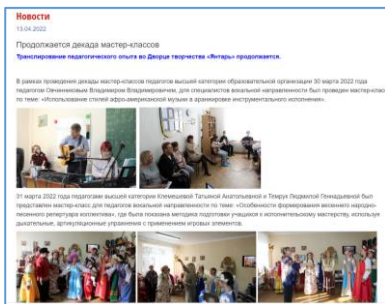 Новости
13.04.2022
Продолжается декада мастер-классов
Транслирование педагогического опыта во Дворце творчества «Янтарь» продолжается.
В рамках проведения декады мастер-классов педагогов высшей категории образовательной организации 30 марта 2022 года
педагогом Овчинниковым Владимиром Владимировичем, для специалистов вокальной направленности был проведен мастер-клас
по теме: «Использование стилей афро-американской музыки в аранжировке инструментального исполнения».
31 марта 2022 года педагогами высшей категории Клемешевой Татьяной Анатольевной и Темрук Людмилой Геннадьевной был
представлен мастер-класс для педагогов вокальной направленности по теме: «Особенности формирования весеннего народно-
песенного репертуара коллектива», где была показана методика подготовки учащихся к исполнительскому мастерству, используя
дыхательные, артикуляционные упражнения с применением игровых элементов.